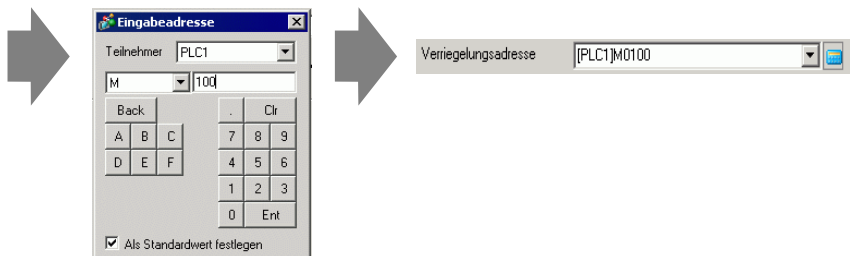 Eingabeadresse
Teilnehmer PLC1
M 100
Back . Clr
A B C 7 8 9
D E F 4 5 6
1 2 3
0 Ent
Als Standardwert festlegen
Verriegelungsadresse [PLC1]M0100